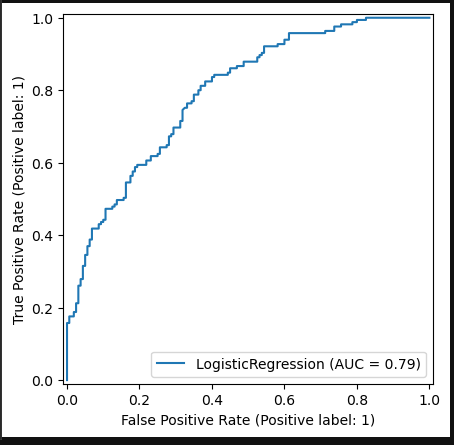 1.0
0.8
0.6
0.4
0.2
0.0
True Positive Rate (Positive label: 1)
LogisticRegression (AUC = 0.79)
0.0 0.2 0.4 0.6 0.8 1.0
False Positive Rate (Positive label: 1)